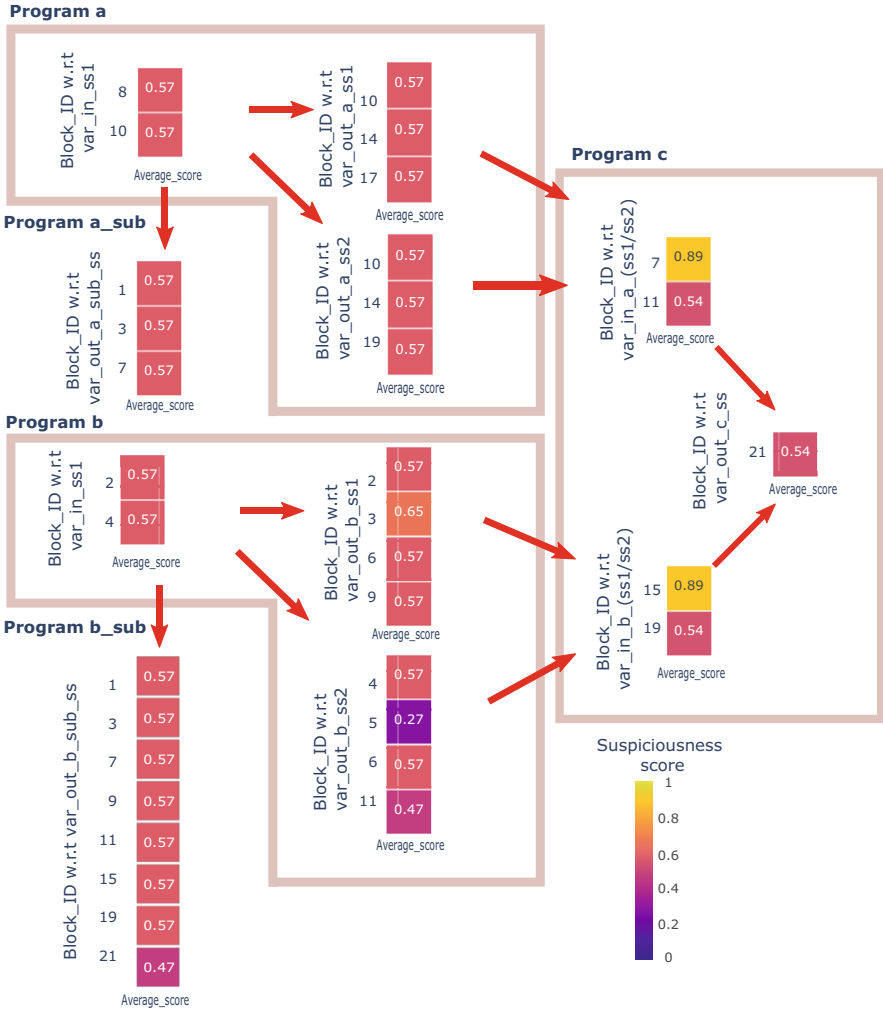 Program a
Block_ID w.r.t
var_in_ss1
8
0.57
10
0.57
Average_score
Block_ID w.r.t
var_out_a_ss1
0.57
10
0.57
14
0.57
17
Average_score
Block_ID w.r.t
var_out_a_ss2
10
0.57
14
0.57
19
0.57
Average_score
Program a_sub
Block_ID w.r.t
var_out_a_sub_ss
1
0.57
3
0.57
7
0.57
Average_score
Program b
Block_ID w.r.t
var_in_ss1
2
0.57
4
0.57
Average_score
Block_ID w.r.t
var_out_b_ss1
2
0.57
3
0.65
6
0.57
9
0.57
Average_score
Block_ID w.r.t
var_out_b_ss2
4
0.57
5
0.27
6
0.57
11
0.47
Average_score
Program b_sub
Block_ID w.r.t var_out_b_sub_ss
1
0.57
3
0.57
7
0.57
9
0.57
11
0.57
15
0.57
19
0.57
21
0.47
Average_score
Program c
Block_ID w.r.t
var_in_a_(ss1/ss2)
7
0.89
11
0.54
Average_score
Block_ID w.r.t
var_out_c_ss
21
0.54
Average_score
Block_ID w.r.t
var_in_b_(ss1/ss2)
15
0.89
19
0.54
Average_score
Suspiciousness
score
1
0.8
0.6
0.4
0.2
0